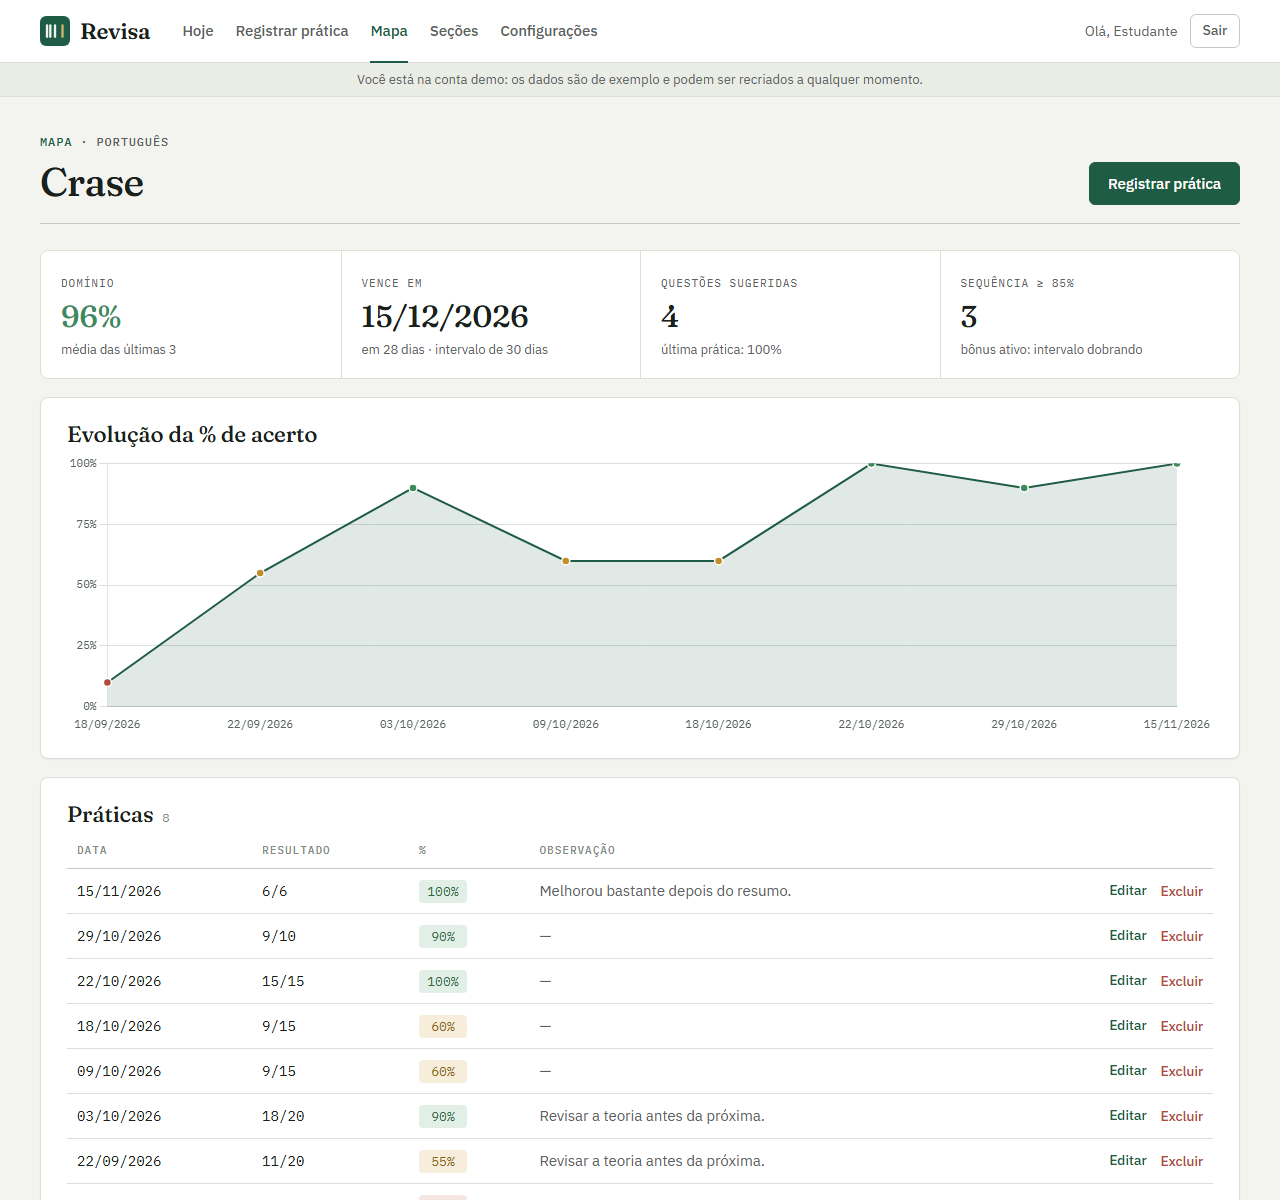 Revisa
Hoje
Registrar prática
Mapa
Seções
Configurações
Olá, Estudante
Sair
Você está na conta demo: os dados são de exemplo e podem ser recriados a qualquer momento.
MAPA · PORTUGUÊS
Crase
Registrar prática
DOMÍNIO
96%
média das últimas 3
VENCE EM
15/12/2026
em 28 dias · intervalo de 30 dias
QUESTÕES SUGERIDAS
4
última prática: 100%
SEQUÊNCIA ≥ 85%
3
bônus ativo: intervalo dobrando
Evolução da % de acerto
100%
75%
50%
25%
0%
18/09/2026 22/09/2026 03/10/2026 09/10/2026 18/10/2026 22/10/2026 29/10/2026 15/11/2026
Práticas 8
DATA RESULTADO % OBSERVAÇÃO
15/11/2026 6/6 100% Melhorou bastante depois do resumo. Editar Excluir
29/10/2026 9/10 90% — Editar Excluir
22/10/2026 15/15 100% — Editar Excluir
18/10/2026 9/15 60% — Editar Excluir
09/10/2026 9/15 60% — Editar Excluir
03/10/2026 18/20 90% Revisar a teoria antes da próxima. Editar Excluir
22/09/2026 11/20 55% Revisar a teoria antes da próxima. Editar Excluir